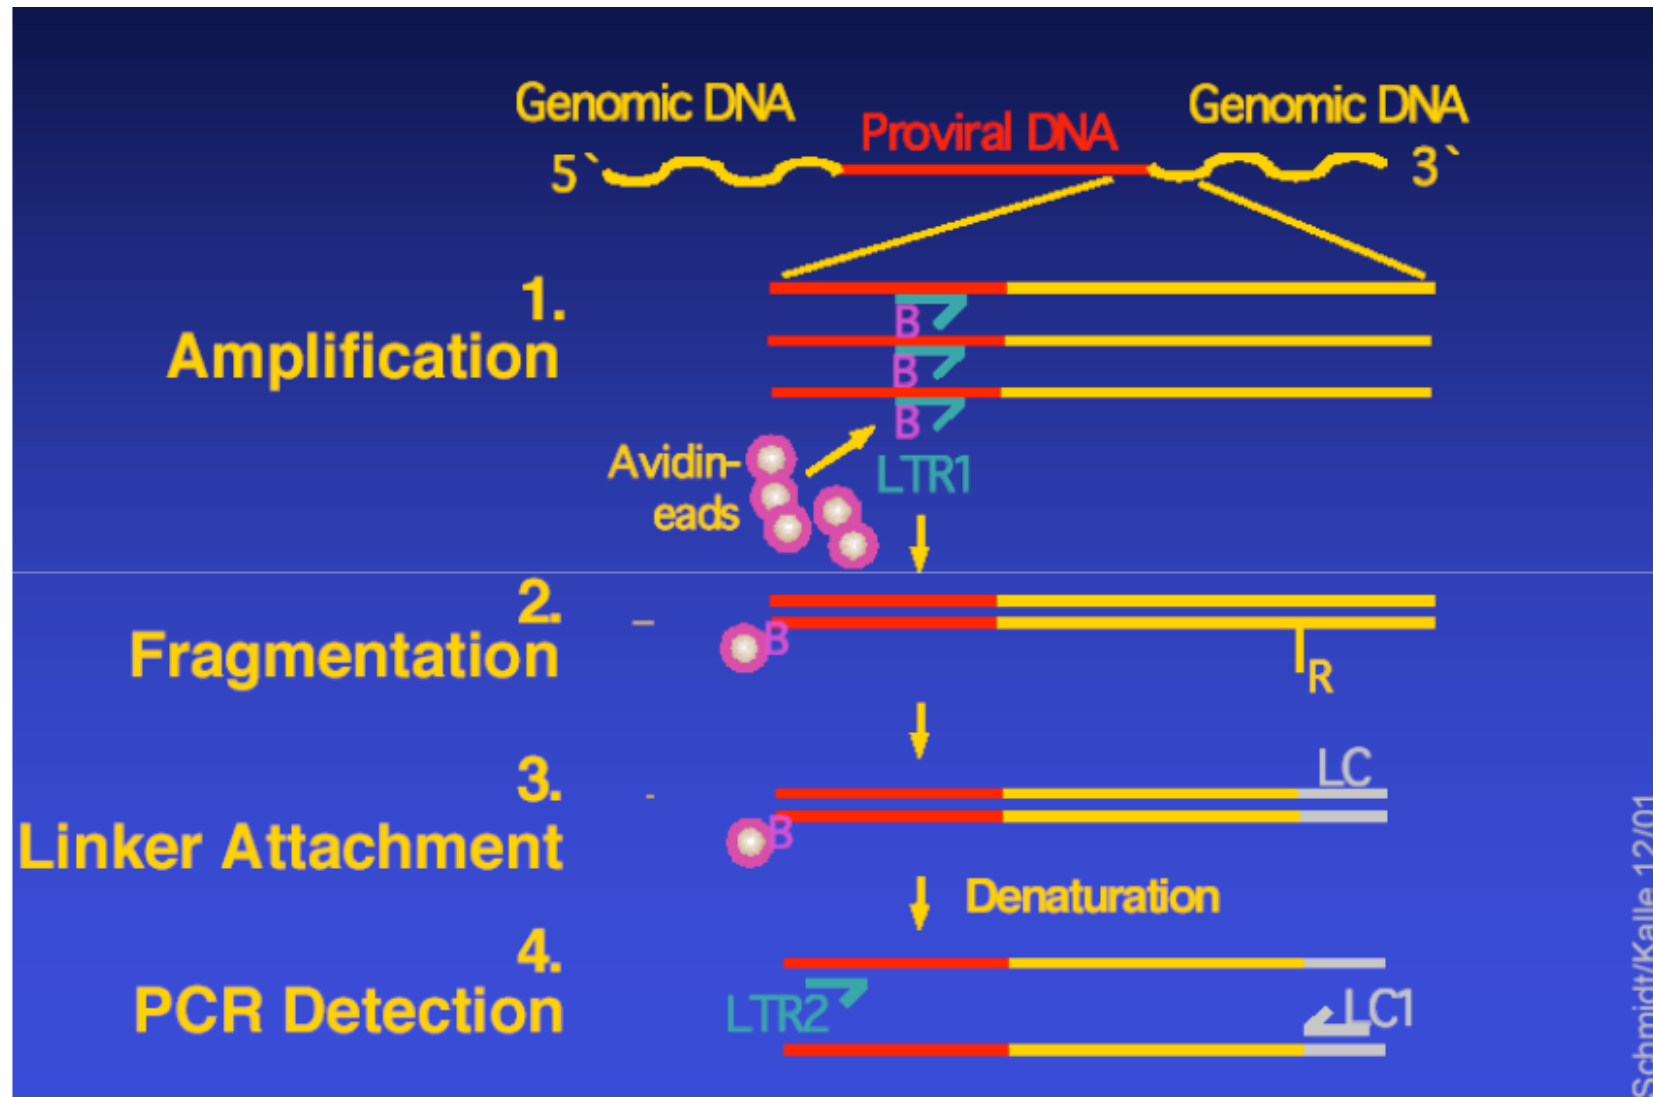 Genomic DNA
Proviral DNA
Genomic DNA
5`
3`
1.
Amplification
B
B
B
LTR1
Avidin-
eads
2.
Fragmentation
B
R
3.
Linker Attachment
B
LC
Denaturation
4.
PCR Detection
LTR2
LC1
Schmidt/Kalle 12/01